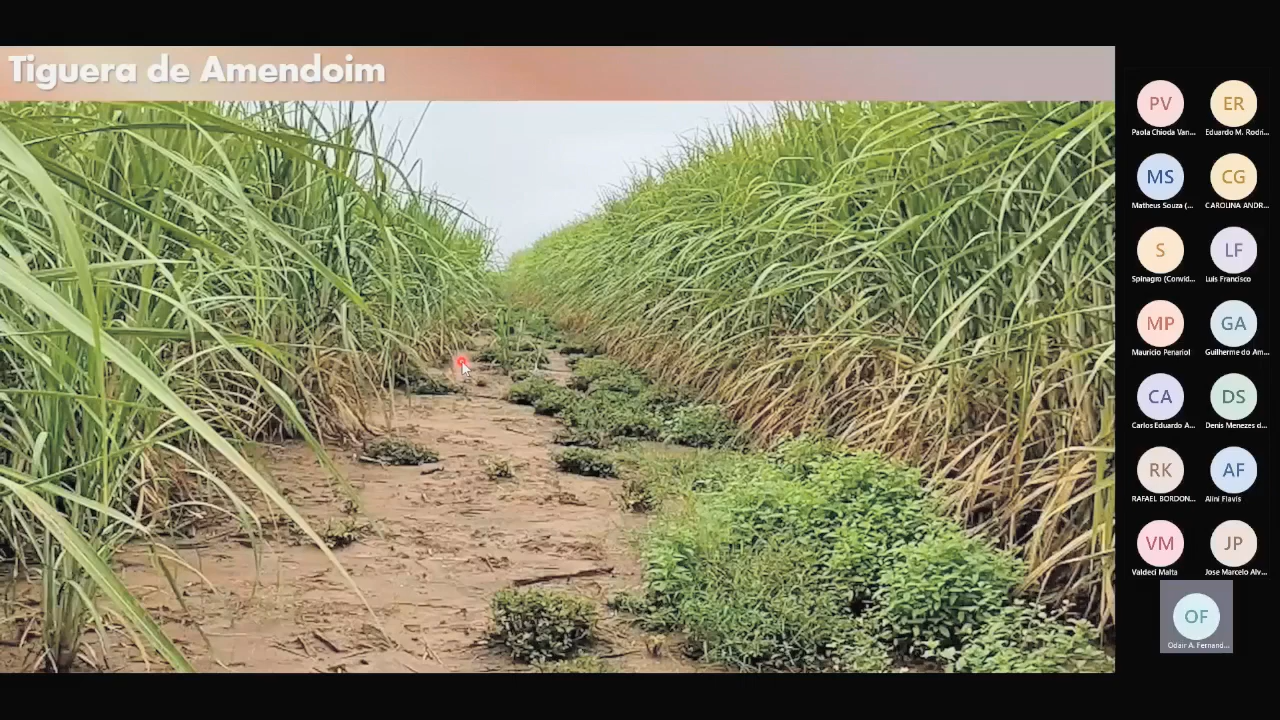 Tiguera de Amendoim
PV
ER
Paola Chioda Van...
Eduardo M. Rodri...
MS
CG
Matheus Souza (...
CAROLINA ANDR...
S
LF
Spinagro (Convid...
Luis Francisco
MP
GA
Mauricio Penariol
Guilherme do Am...
CA
DS
Carlos Eduardo A...
Denis Menezes d...
RK
AF
RAFAEL BORDON...
Alini Flavis
VM
JP
Valdeci Malta
Jose Marcelo Alv...
OF
Odair A. Fernand...